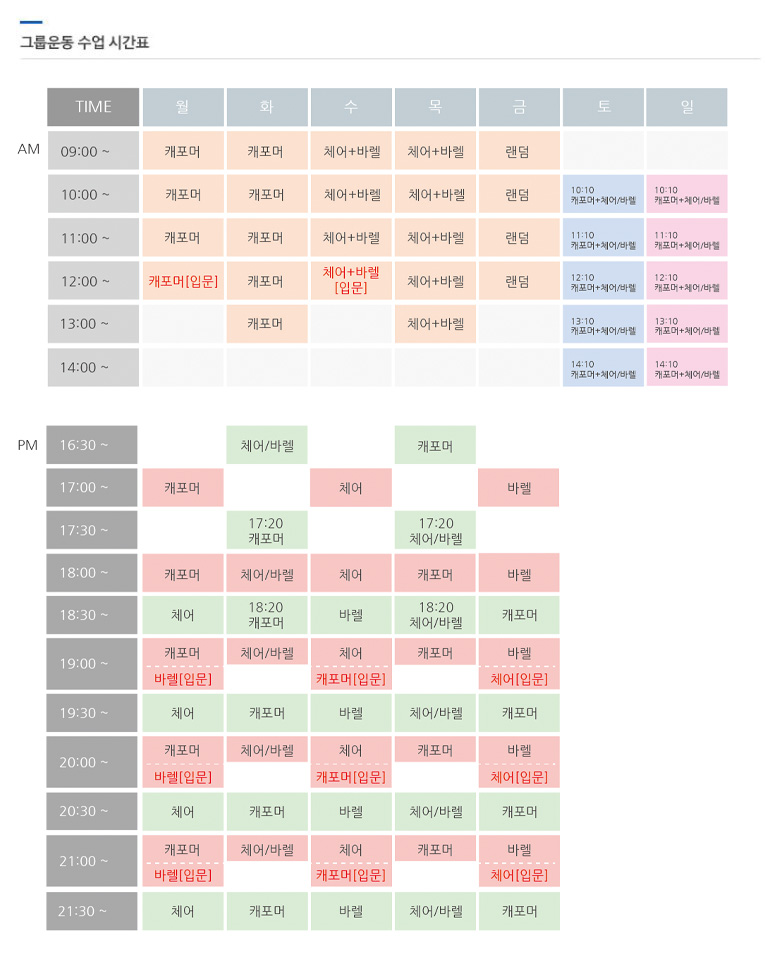 그룹운동 수업 시간표
TIME 월 화 수 목 금 토 일
AM
09:00 ~ 캐포머 캐포머 체어+바렐 체어+바렐 랜덤
10:00 ~ 캐포머 캐포머 체어+바렐 체어+바렐 랜덤 10:10 캐포머+체어/바렐 10:10 캐포머+체어/바렐
11:00 ~ 캐포머 캐포머 체어+바렐 체어+바렐 랜덤 11:10 캐포머+체어/바렐 11:10 캐포머+체어/바렐
12:00 ~ 캐포머[입문] 캐포머 체어+바렐 [입문] 체어+바렐 랜덤 12:10 캐포머+체어/바렐 12:10 캐포머+체어/바렐
13:00 ~ 캐포머 체어+바렐 13:10 캐포머+체어/바렐 13:10 캐포머+체어/바렐
14:00 ~ 14:10 캐포머+체어/바렐 14:10 캐포머+체어/바렐
PM
16:30 ~ 체어/바렐 캐포머
17:00 ~ 캐포머 체어 바렐
17:30 ~ 17:20 캐포머 17:20 체어/바렐
18:00 ~ 캐포머 체어/바렐 체어 캐포머 바렐
18:30 ~ 체어 18:20 캐포머 바렐 18:20 체어/바렐 캐포머
19:00 ~ 캐포머 체어/바렐 체어 캐포머 바렐
바렐[입문] 캐포머[입문] 체어[입문]
19:30 ~ 체어 캐포머 바렐 체어/바렐 캐포머
20:00 ~ 캐포머 체어/바렐 체어 캐포머 바렐
바렐[입문] 캐포머[입문] 체어[입문]
20:30 ~ 체어 캐포머 바렐 체어/바렐 캐포머
21:00 ~ 캐포머 체어/바렐 체어 캐포머 바렐
바렐[입문] 캐포머[입문] 체어[입문]
21:30 ~ 체어 캐포머 바렐 체어/바렐 캐포머